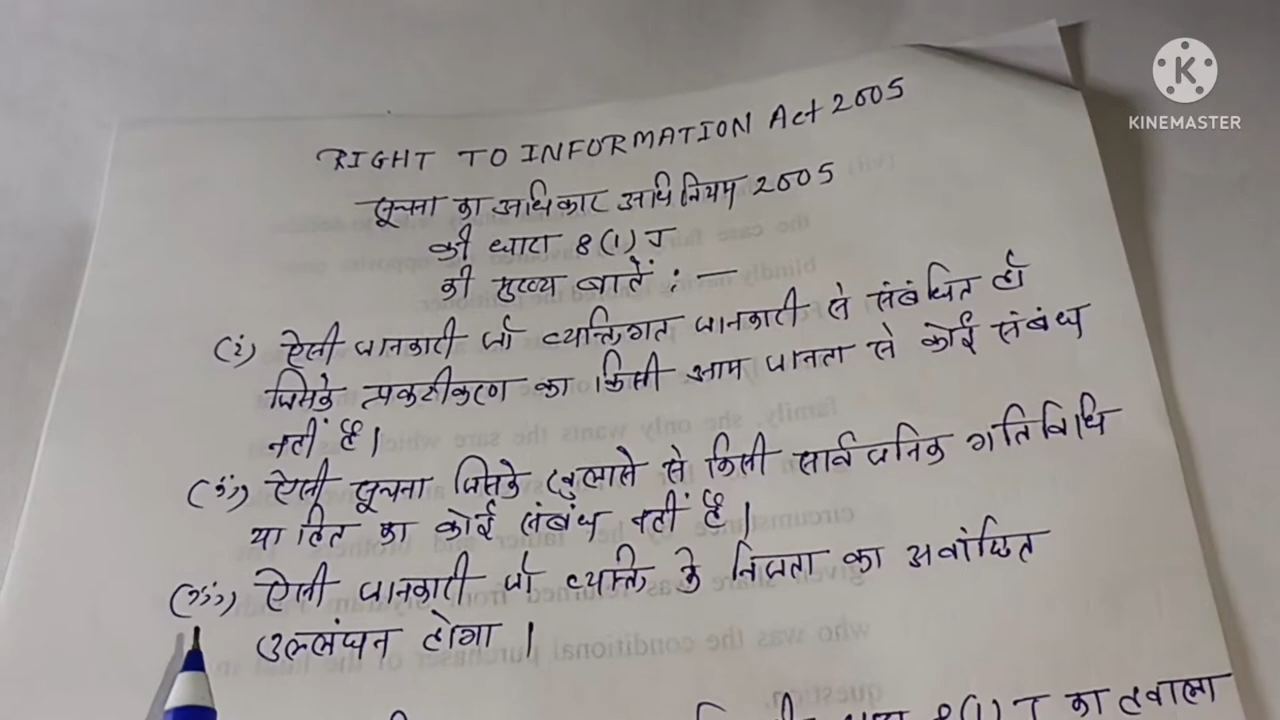 KINEMASTER
RIGHT TO INFORMATION Act 2005
सूचना का अधिकार अधिनियम 2005
की धारा 8(1) J
की मुख्य बातें : —
(i) ऐसी जानकारी जो व्यक्तिगत जानकारी से संबंधित हो
जिसके प्रकटीकरण का किसी आम जनता से कोई संबंध
नहीं है।
(ii) ऐसी सूचना जिसके खुलासे से किसी सार्वजनिक गतिविधि
या हित का कोई संबंध नहीं है।
(iii) ऐसी जानकारी जो व्यक्ति के निजता का अवांछित
उल्लंघन होगा।
8(1) J का हवाला